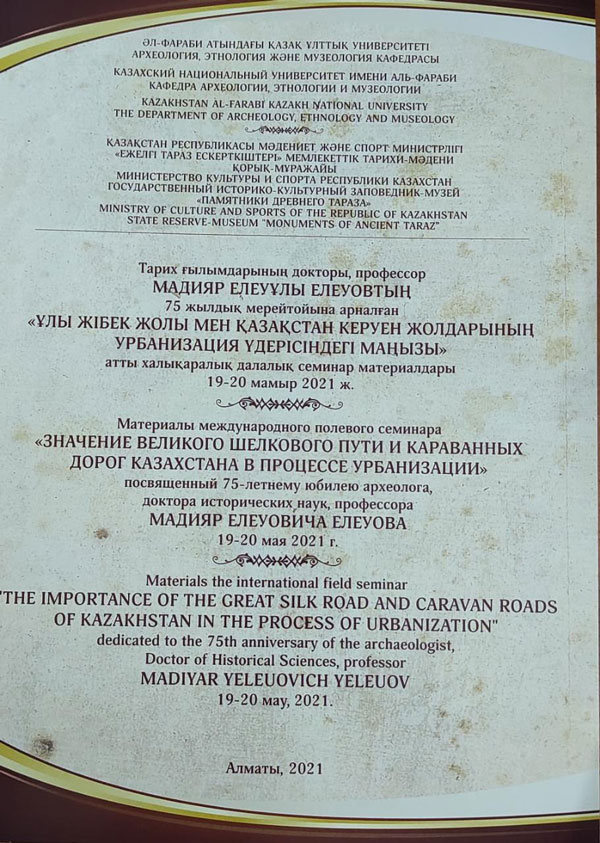 ӘЛ-ФАРАБИ АТЫНДАҒЫ ҚАЗАҚ ҰЛТТЫҚ УНИВЕРСИТЕТІ
АРХЕОЛОГИЯ, ЭТНОЛОГИЯ ЖӘНЕ МУЗЕОЛОГИЯ КАФЕДРАСЫ
КАЗАХСКИЙ НАЦИОНАЛЬНЫЙ УНИВЕРСИТЕТ ИМЕНИ АЛЬ-ФАРАБИ
КАФЕДРА АРХЕОЛОГИИ, ЭТНОЛОГИИ И МУЗЕОЛОГИИ
KAZAKHSTAN AL-FARABI KAZAKH NATIONAL UNIVERSITY
THE DEPARTMENT OF ARCHEOLOGY, ETHNOLOGY AND MUSEOLOGY
ҚАЗАҚСТАН РЕСПУБЛИКАСЫ МӘДЕНИЕТ ЖӘНЕ СПОРТ МИНИСТРЛІГІ
«ЕЖЕЛГІ ТАРАЗ ЕСКЕРТКІШТЕРІ» МЕМЛЕКЕТТІК ТАРИХИ-МӘДЕНИ
ҚОРЫҚ-МҰРАЖАЙЫ
МИНИСТЕРСТВО КУЛЬТУРЫ И СПОРТА РЕСПУБЛИКИ КАЗАХСТАН
ГОСУДАРСТВЕННЫЙ ИСТОРИКО-КУЛЬТУРНЫЙ ЗАПОВЕДНИК-МУЗЕЙ
«ПАМЯТНИКИ ДРЕВНЕГО ТАРАЗА»
MINISTRY OF CULTURE AND SPORTS OF THE REPUBLIC OF KAZAKHSTAN
STATE RESERVE-MUSEUM "MONUMENTS OF ANCIENT TARAZ"
Тарих ғылымдарының докторы, профессор
МАДИЯР ЕЛЕУҰЛЫ ЕЛЕУОВТЫҢ
75 жылдық мерейтойына арналған
«ҰЛЫ ЖІБЕК ЖОЛЫ МЕН ҚАЗАҚСТАН КЕРУЕН ЖОЛДАРЫНЫҢ
УРБАНИЗАЦИЯ ҮДЕРІСІНДЕГІ МАҢЫЗЫ»
атты халықаралық далалық семинар материалдары
19-20 мамыр 2021 ж.
Материалы международного полевого семинара
«ЗНАЧЕНИЕ ВЕЛИКОГО ШЕЛКОВОГО ПУТИ И КАРАВАННЫХ
ДОРОГ КАЗАХСТАНА В ПРОЦЕССЕ УРБАНИЗАЦИИ»
посвященный 75-летнему юбилею археолога,
доктора исторических наук, профессора
МАДИЯР ЕЛЕУОВИЧА ЕЛЕУОВА
19-20 мая 2021 г.
Materials the international field seminar
"THE IMPORTANCE OF THE GREAT SILK ROAD AND CARAVAN ROADS
OF KAZAKHSTAN IN THE PROCESS OF URBANIZATION"
dedicated to the 75th anniversary of the archaeologist,
Doctor of Historical Sciences, professor
MADIYAR YELEUOVICH YELEUOV
19-20 may, 2021.
Алматы, 2021